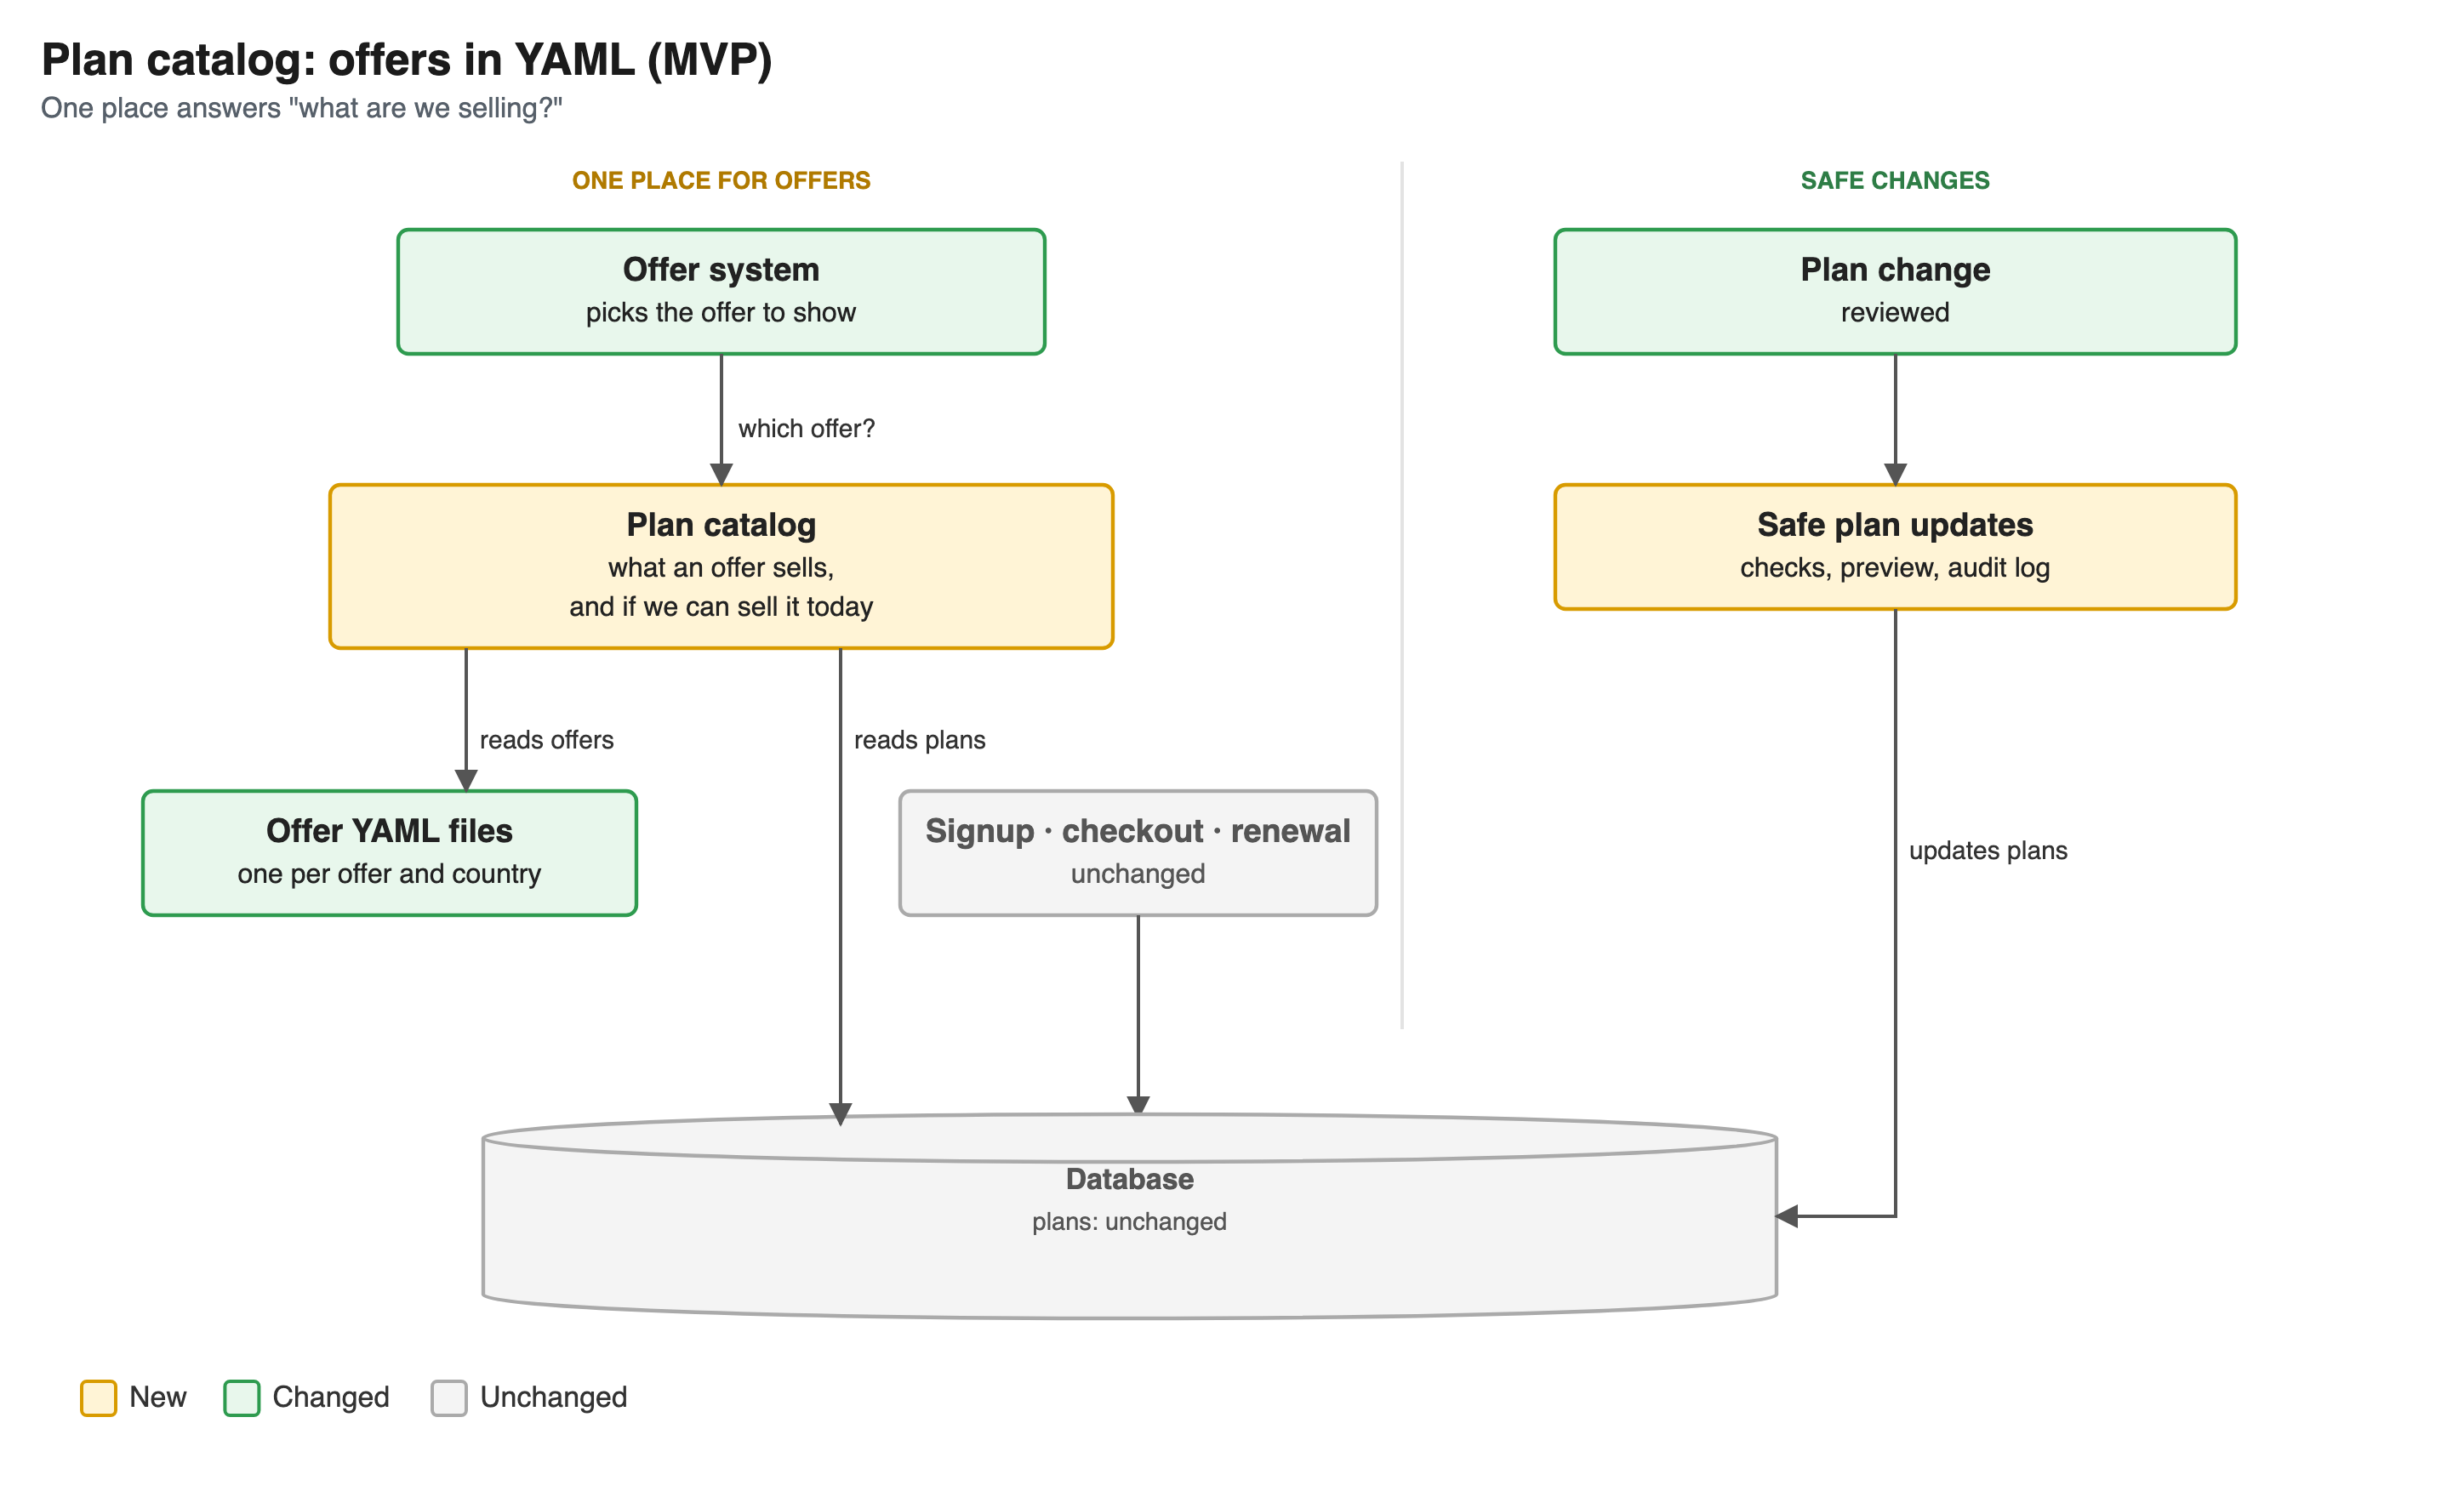 Plan catalog: offers in YAML (MVP)
One place answers "what are we selling?"
ONE PLACE FOR OFFERS
Offer system
picks the offer to show
which offer?
Plan catalog
what an offer sells,
and if we can sell it today
reads offers
reads plans
Offer YAML files
one per offer and country
Signup · checkout · renewal
unchanged
SAFE CHANGES
Plan change
reviewed
Safe plan updates
checks, preview, audit log
updates plans
Database
plans: unchanged
New
Changed
Unchanged